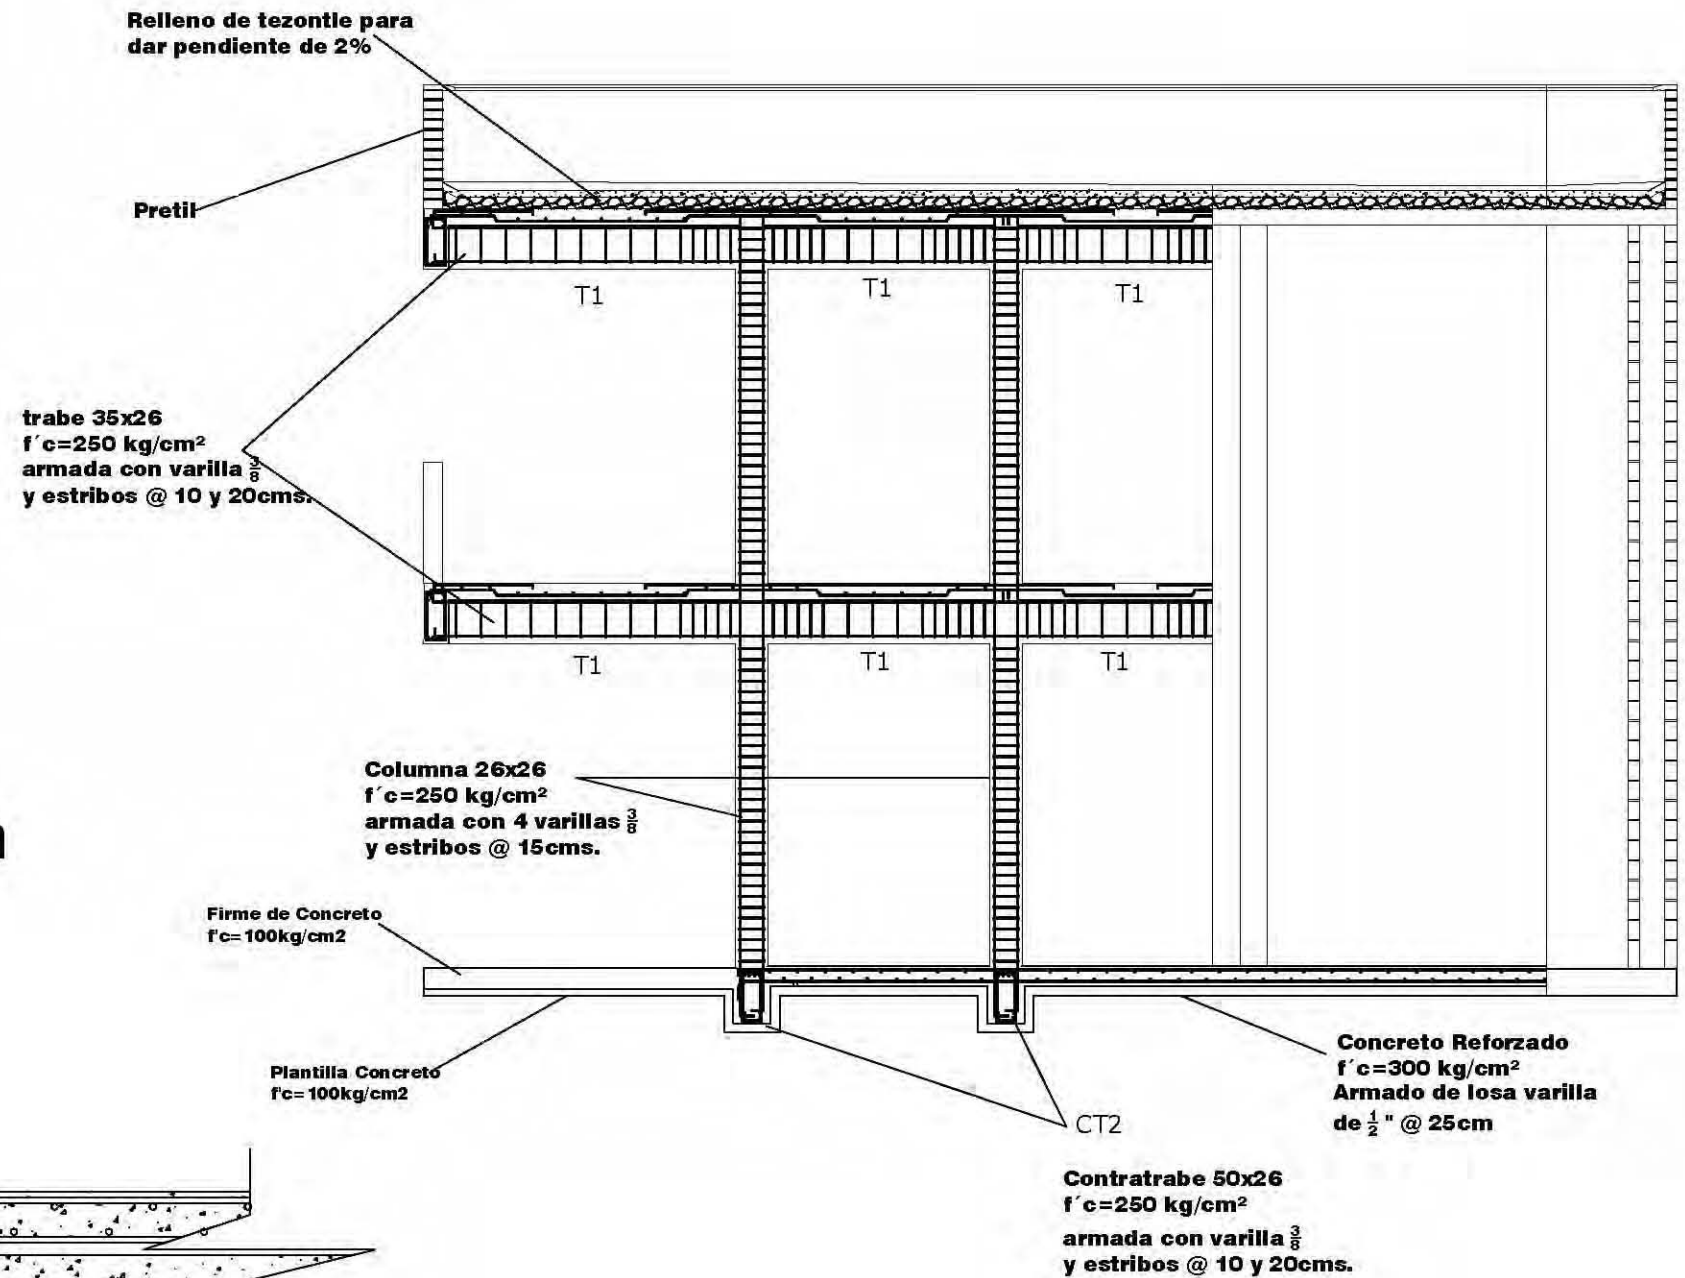 Relleno de tezontle para
dar pendiente de 2%
Pretil
T1
T1
T1
trabe 35x26
f´c=250 kg/cm²
armada con varilla 3/8
y estribos @ 10 y 20cms.
T1
T1
T1
Columna 26x26
f´c=250 kg/cm²
armada con 4 varillas 3/8
y estribos @ 15cms.
Firme de Concreto
f'c=100kg/cm2
Plantilla Concreto
f'c=100kg/cm2
Concreto Reforzado
f´c=300 kg/cm²
Armado de losa varilla
de 1/2 " @ 25cm
CT2
Contratrabe 50x26
f´c=250 kg/cm²
armada con varilla 3/8
y estribos @ 10 y 20cms.